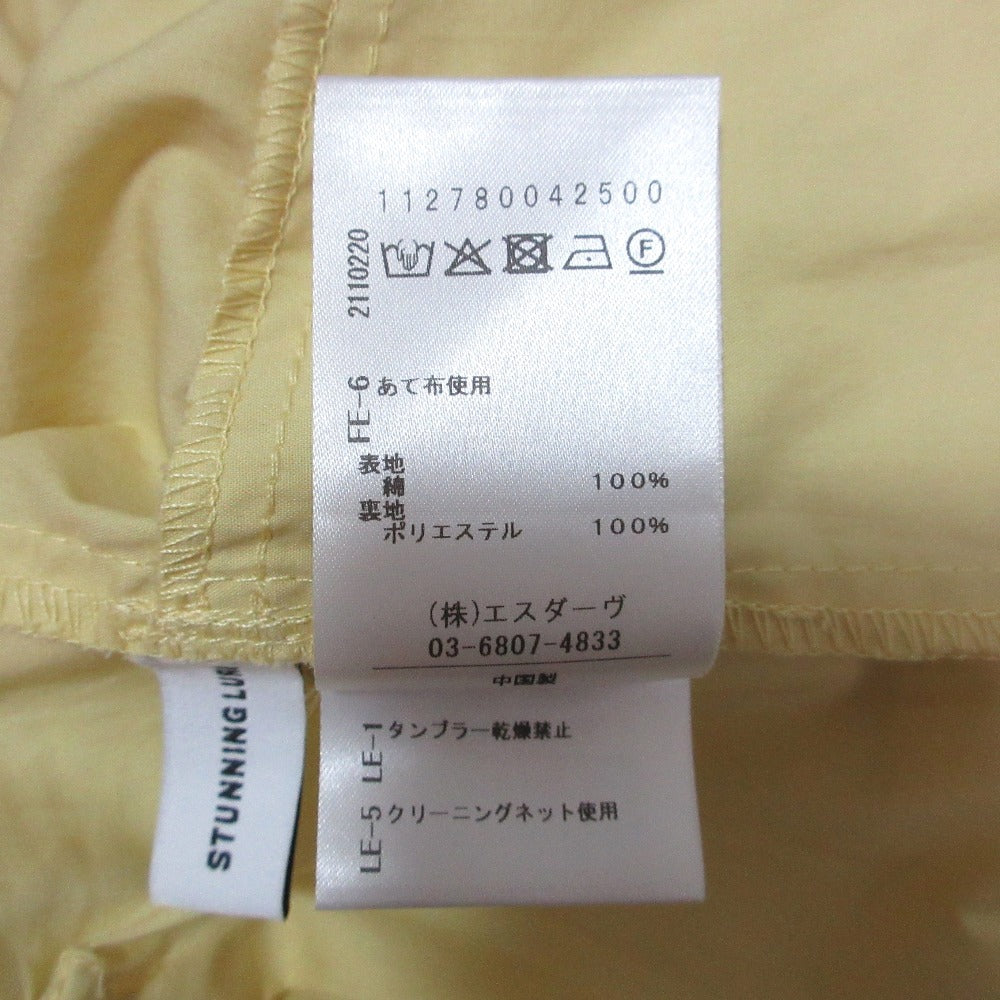 112780042500
2110220
F
FE-6 あて布使用
表地
綿 100%
裏地
ポリエステル 100%
(株)エスダーヴ
03-6807-4833
中国製
LE-1 タンブラー乾燥禁止
LE-5 クリーニングネット使用
STUNNING LURE